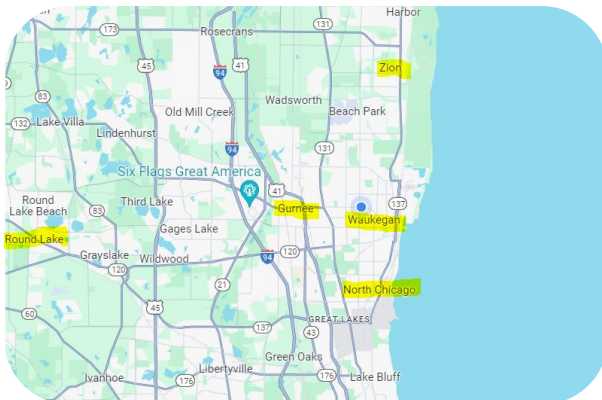 Harbor
173
Rosecrans
131
45
94
41
Zion
83
Wadsworth
Old Mill Creek
Beach Park
132
Lake Villa
Lindenhurst
94
131
Six Flags Great America
41
137
Round
Lake Beach
83
Third Lake
Gurnee
Waukegan
Round Lake
Gages Lake
Grayslake
Wildwood
94
120
120
21
North Chicago
45
60
137
43
GREAT LAKES
Green Oaks
Ivanhoe
176
Libertyville
176
Lake Bluff